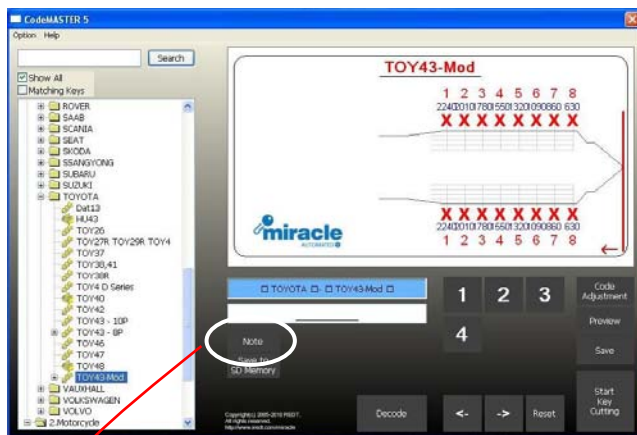 CodeMASTER 5
Option Help
Search
Show All
Matching Keys
ROVER
SAAB
SCANIA
SEAT
SKODA
SSANGYONG
SUBARU
SUZUKI
TOYOTA
Dat13
HU43
TOY26
TOY27R TOY29R TOY4
TOY37
TOY38,41
TOY38R
TOY4 D Series
TOY40
TOY42
TOY43 - 10P
TOY43 - 8P
TOY46
TOY47
TOY48
TOY43-Mod
VAUXHALL
VOLKSWAGEN
VOLVO
2.Motorcycle
TOY43-Mod
1 2 3 4 5 6 7 8
X X X X X X X X
miracle
AUTOMATED
X X X X X X X X
1 2 3 4 5 6 7 8
TOYOTA - TOY43-Mod
Note
Save to
SD Memory
1 2 3
4
Code
Adjustment
Preview
Save
Start
Key
Cutting
Decode
<- -> Reset
All rights reserved.